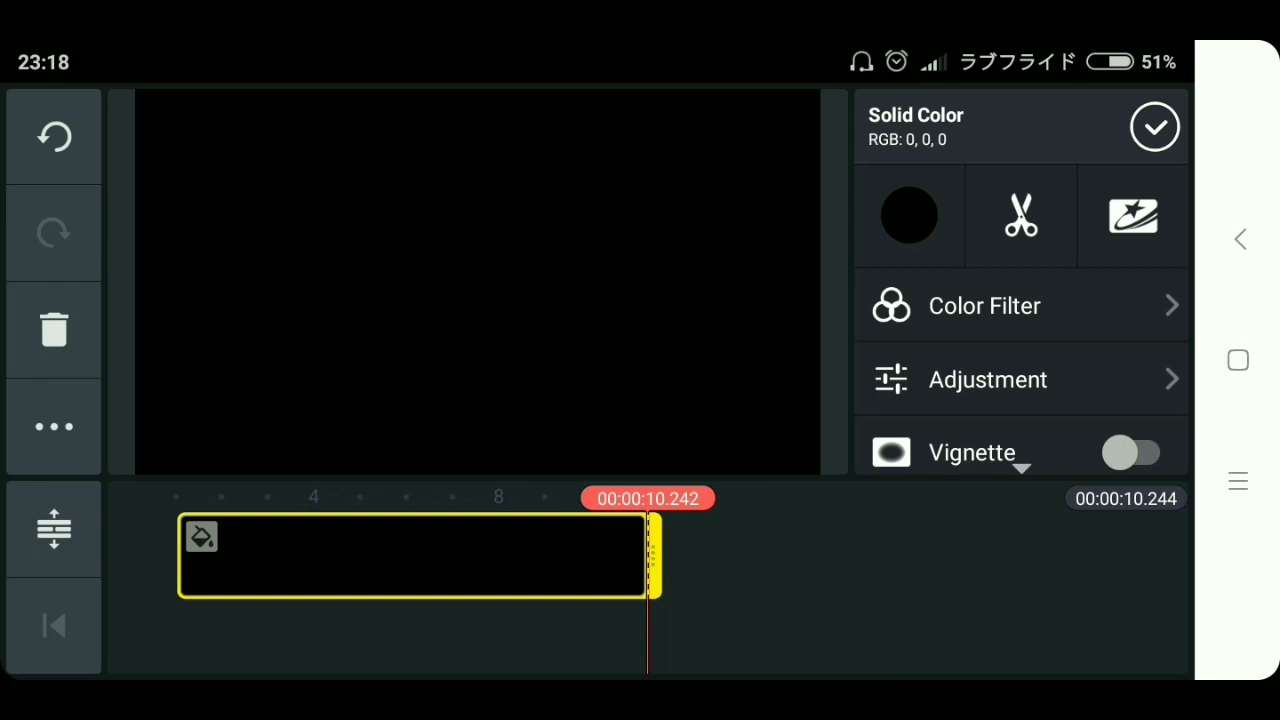 23:18
ラブフライド 51%
Solid Color
RGB: 0, 0, 0
Color Filter
Adjustment
Vignette
4 8 00:00:10.242 00:00:10.244